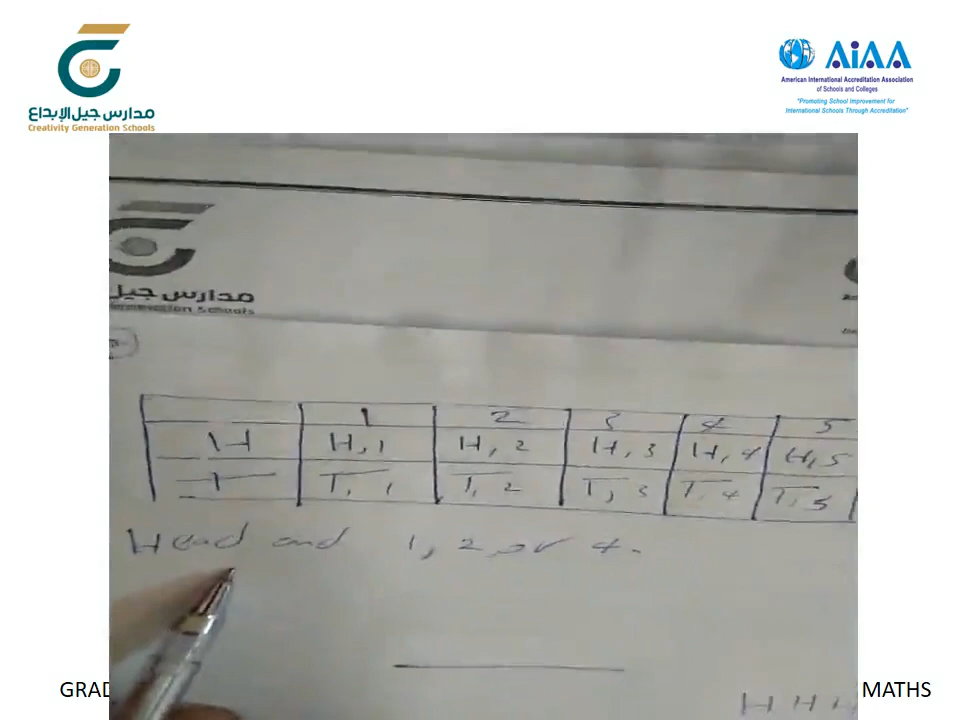 مدارس جيل الإبداع
Creativity Generation Schools
AiAA
American International Accreditation Association
of Schools and Colleges
"Promoting School Improvement for
International Schools Through Accreditation"
مدارس جيل
Generation Schools
1 2 3 4 5
H H,1 H,2 H,3 H,4 H,5
T T,1 T,2 T,3 T,4 T,5
Head and 1, 2 or 4.
H H H
GRAD
MATHS